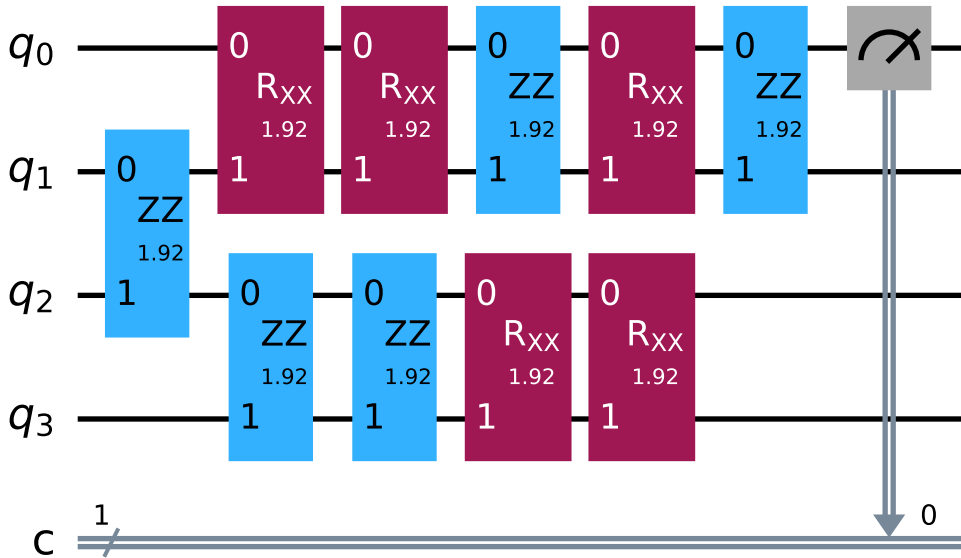 q0 0 0 0 0 0
RXX RXX ZZ RXX ZZ
1.92 1.92 1.92 1.92 1.92
q1 0 1 1 1 1 1
ZZ
1.92
q2 1 0 0 0 0
ZZ ZZ RXX RXX
1.92 1.92 1.92 1.92
q3 1 1 1 1
1 0
c